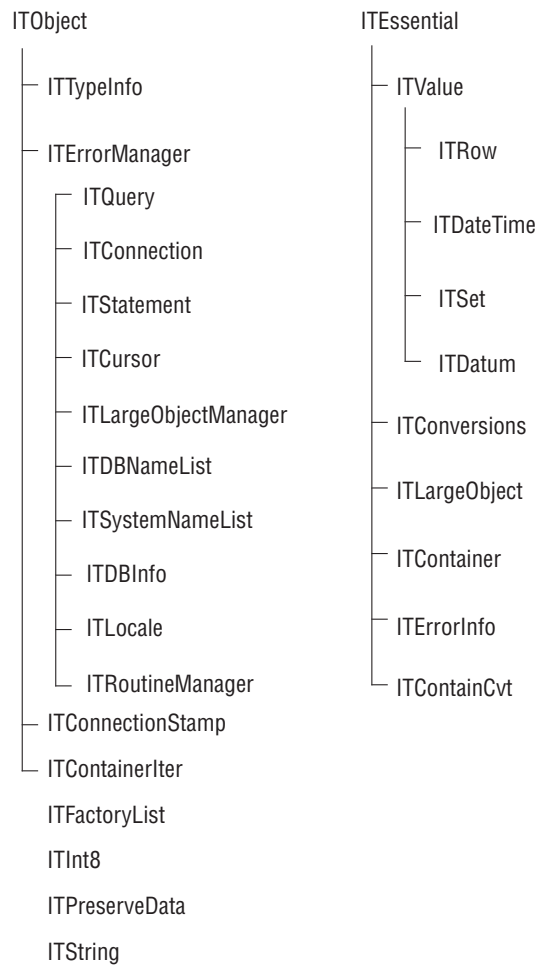 ITObject
ITTypeInfo
ITErrorManager
ITQuery
ITConnection
ITStatement
ITCursor
ITLargeObjectManager
ITDBNameList
ITSystemNameList
ITDBInfo
ITLocale
ITRoutineManager
ITConnectionStamp
ITContainerIter
ITFactoryList
ITInt8
ITPreserveData
ITString
ITEssential
ITValue
ITRow
ITDateTime
ITSet
ITDatum
ITConversions
ITLargeObject
ITContainer
ITErrorInfo
ITContainCvt